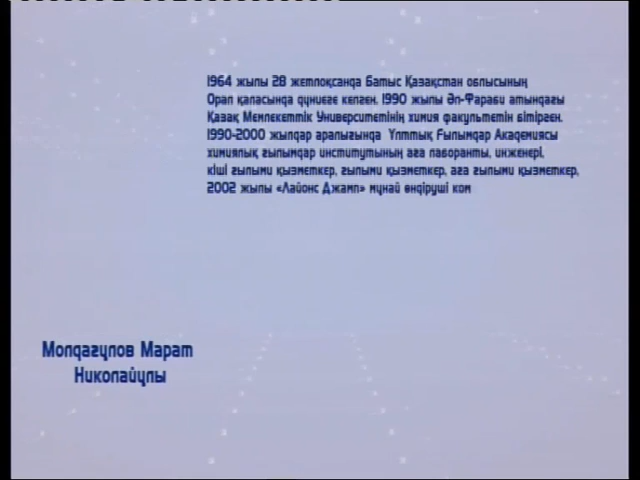 1964 жылы 28 желтоқсанда Батыс Қазақстан облысының
Орал қаласында дүниеге келген. 1990 жылы Әл-Фараби атындағы
Қазақ Мемлекеттік Университетінің химия факультетін бітірген.
1990-2000 жылдар аралығында Ұлттық Ғылымдар Академиясы
химиялық ғылымдар институтының аға лаборанты, инженері,
кіші ғылыми қызметкер, ғылыми қызметкер, аға ғылыми қызметкер,
2002 жылы «Лайонс Джамп» мұнай өндіруші ком
Молдағұлов Марат
Николайұлы